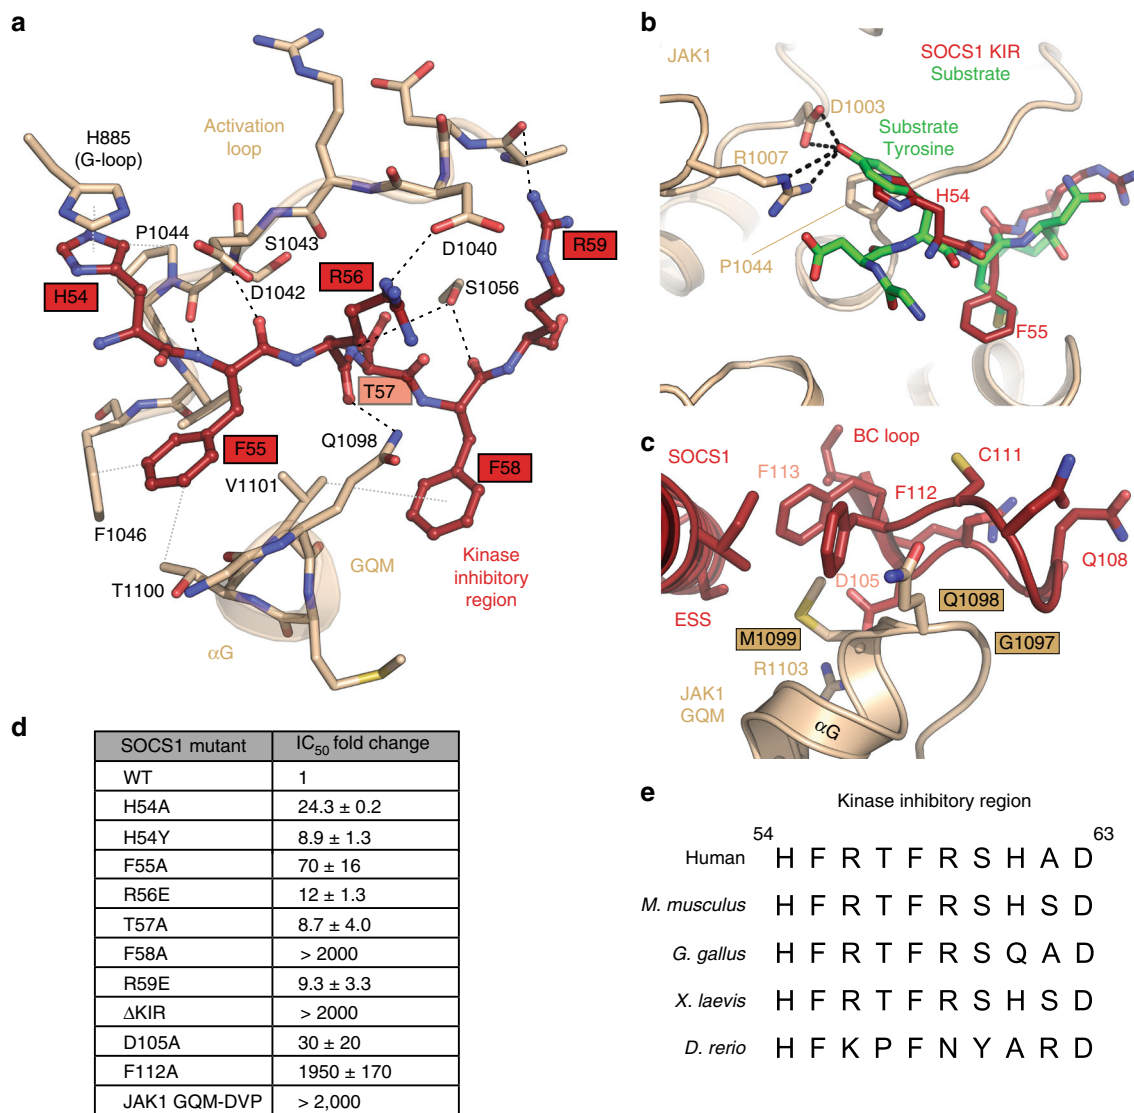 a
Activation
loop
H885
(G-loop)
P1044
S1043
D1042
D1040
R59
R56
H54
S1056
T57
Q1098
F55
V1101
F58
F1046
GQM
Kinase
inhibitory
region
T1100
αG
b
JAK1
SOCS1 KIR
Substrate
D1003
Substrate
Tyrosine
R1007
H54
P1044
F55
c
BC loop
SOCS1
C111
F113
F112
Q108
D105
Q1098
ESS
M1099
G1097
R1103
JAK1
GQM
αG
d
SOCS1 mutant IC50 fold change
WT 1
H54A 24.3 ± 0.2
H54Y 8.9 ± 1.3
F55A 70 ± 16
R56E 12 ± 1.3
T57A 8.7 ± 4.0
F58A > 2000
R59E 9.3 ± 3.3
ΔKIR > 2000
D105A 30 ± 20
F112A 1950 ± 170
JAK1 GQM-DVP > 2,000
e
Kinase inhibitory region
54 63
Human H F R T F R S H A D
M. musculus H F R T F R S H S D
G. gallus H F R T F R S Q A D
X. laevis H F R T F R S H S D
D. rerio H F K P F N Y A R D